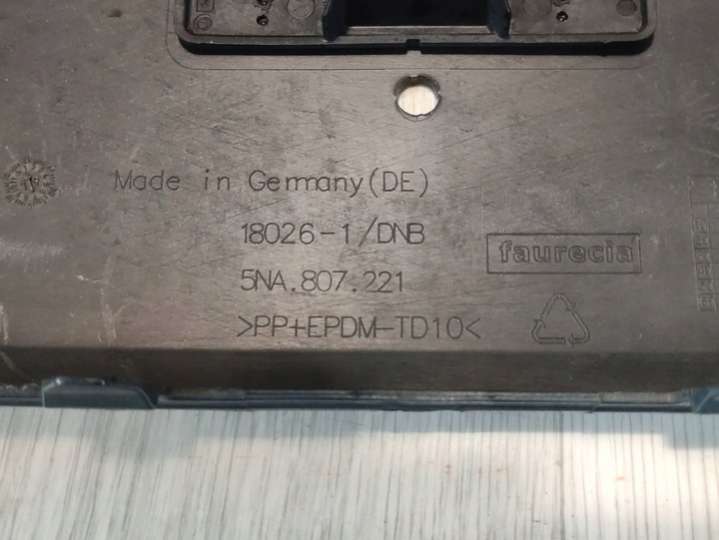 Made in Germany(DE)
18026-1/DNB
faurecia
5NA.807.221
>PP+EPDM-TD10<